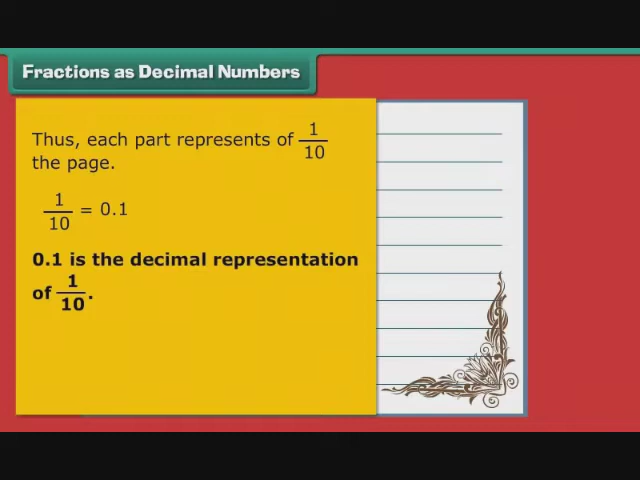 Fractions as Decimal Numbers
Thus, each part represents of 1/10
the page.
1/10 = 0.1
0.1 is the decimal representation
of 1/10.